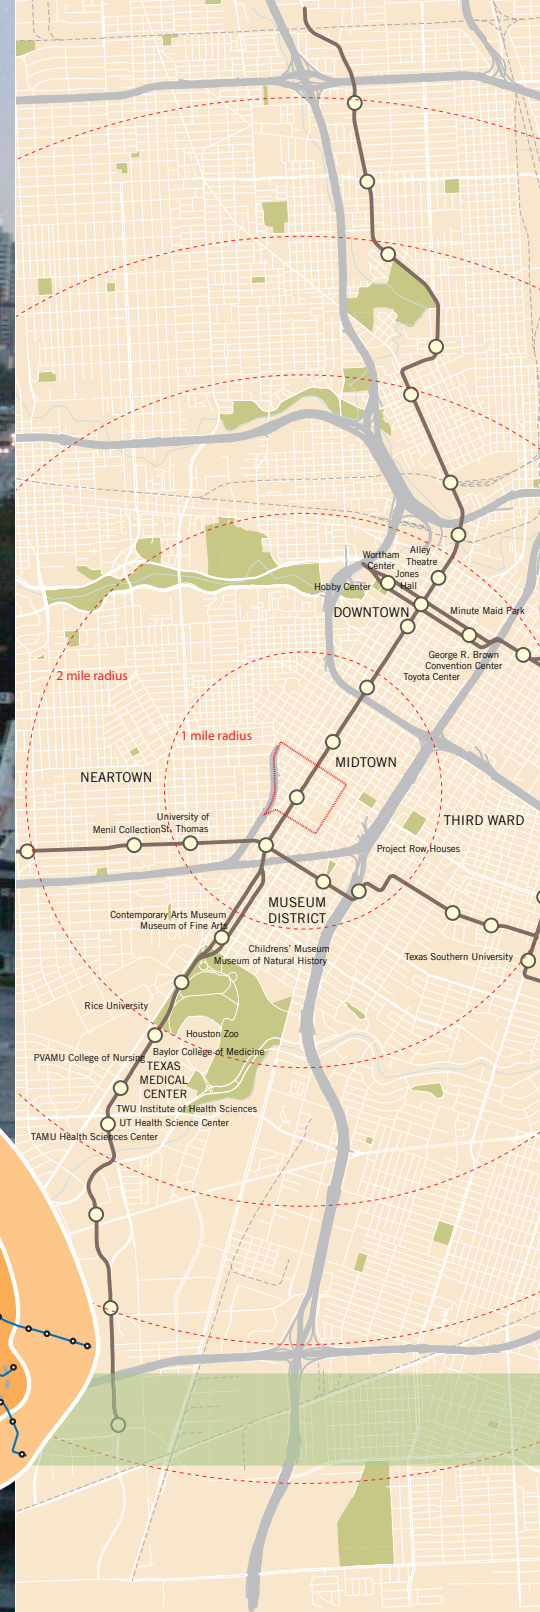 Wortham
Center
Alley
Theatre
Jones
Hall
Hobby Center
DOWNTOWN
Minute Maid Park
George R. Brown
Convention Center
Toyota Center
2 mile radius
1 mile radius
MIDTOWN
NEARTOWN
University of
St. Thomas
Menil Collection
THIRD WARD
Project Row Houses
MUSEUM
DISTRICT
Contemporary Arts Museum
Museum of Fine Arts
Childrens' Museum
Museum of Natural History
Texas Southern University
Rice University
Houston Zoo
Baylor College of Medicine
PVAMU College of Nursing
TEXAS
MEDICAL
CENTER
TWU Institute of Health Sciences
UT Health Science Center
TAMU Health Sciences Center